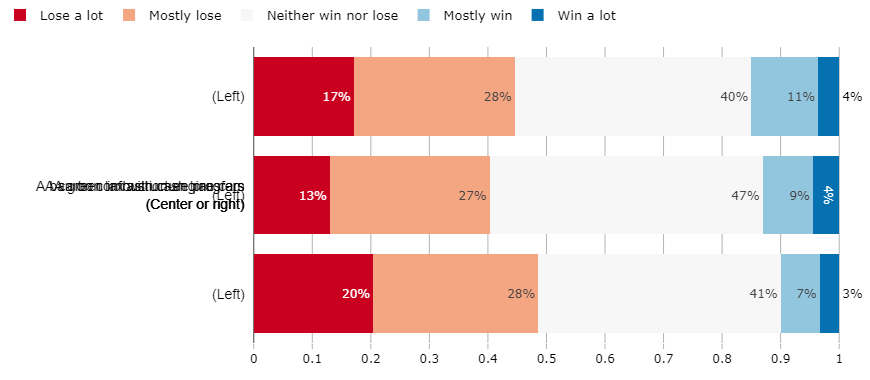 Lose a lot Mostly lose Neither win nor lose Mostly win Win a lot
(Left) 17% 28% 40% 11% 4%
(Left) 13% 27% 47% 9% 4%
(Center or right)
(Left) 20% 28% 41% 7% 3%
0 0.1 0.2 0.3 0.4 0.5 0.6 0.7 0.8 0.9 1